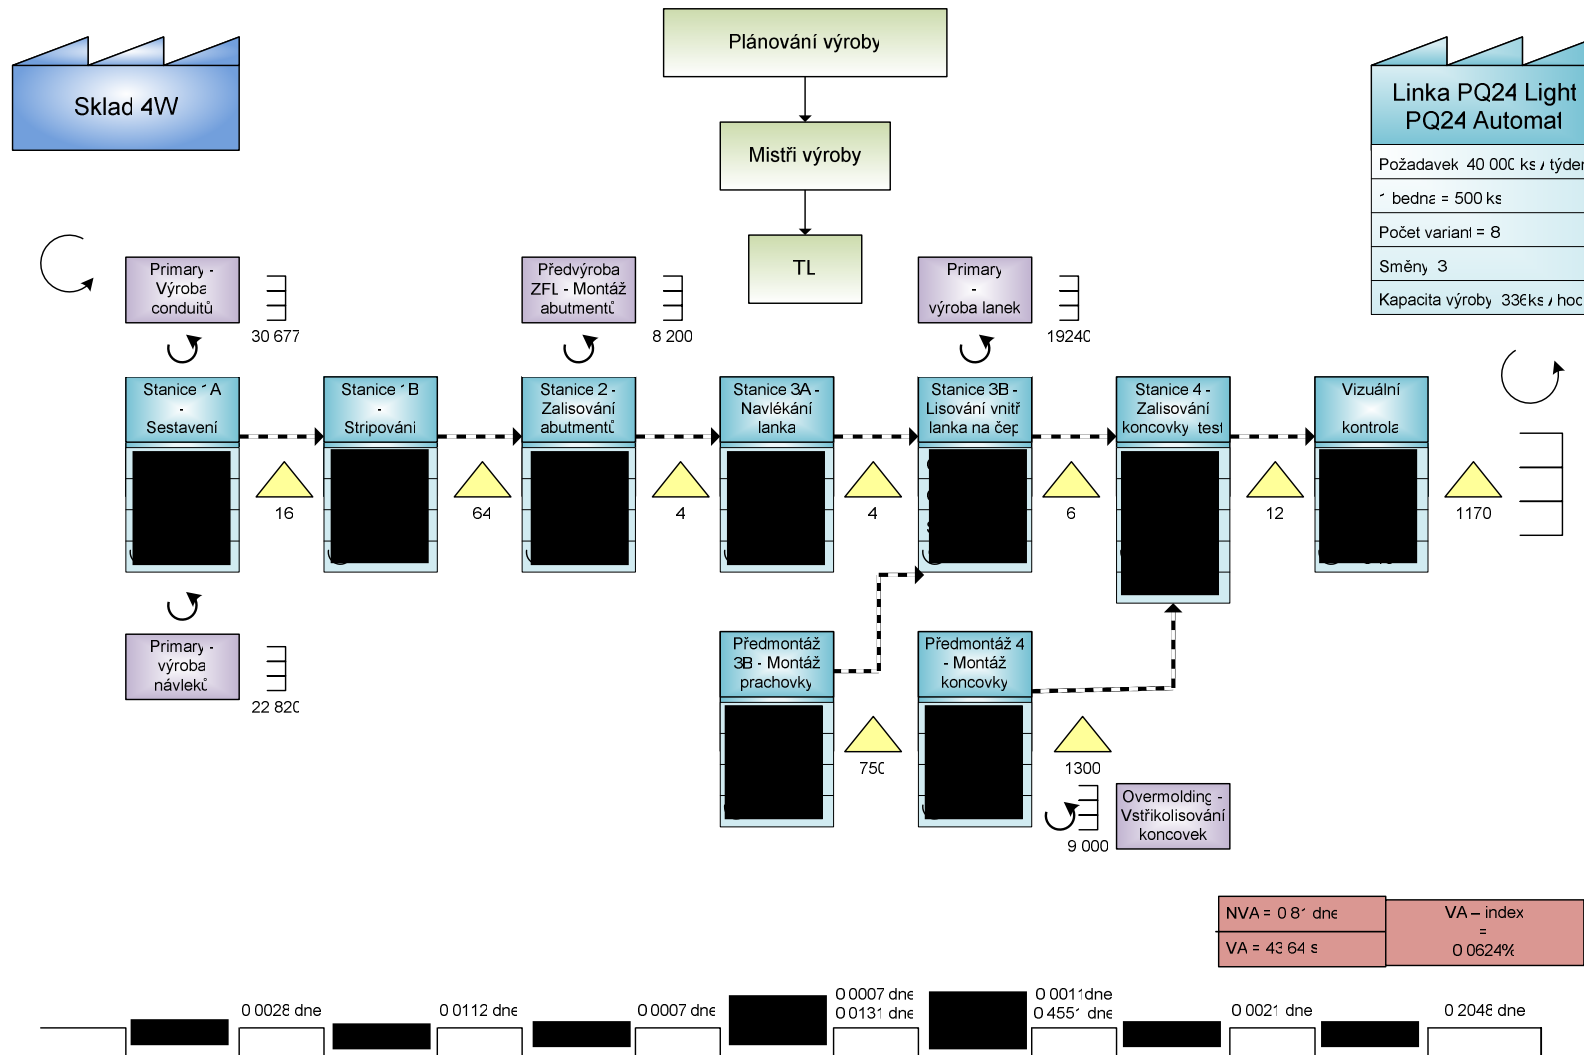 Plánování výroby
Sklad 4W
Linka PQ24 Light
PQ24 Automat
Mistři výroby
Požadavek 40 000 ks / týden
1 bedna = 500 ks
Počet variant = 8
TL
Směny 3
Kapacita výroby 336ks / hod
Primary -
Výroba
conduitů
30 677
Předvýroba
ZFL - Montáž
abutmentů
8 200
Primary
-
výroba lanek
19240
Stanice 1A
-
Sestavení
Stanice 1B
-
Stripování
Stanice 2 -
Zalisování
abutmentů
Stanice 3A -
Navlékání
lanka
Stanice 3B -
Lisování vnitř
lanka na čep
Stanice 4 -
Zalisování
koncovky test
Vizuální
kontrola
16
64
4
4
6
12
1170
Primary -
výroba
návleků
22 820
Předmontáž
3B - Montáž
prachovky
Předmontáž 4
- Montáž
koncovky
750
1300
Overmolding -
Vstřikolisování
koncovek
9 000
NVA = 0 81 dne
VA = 43 64 s
VA – index
=
0 0624%
0 0028 dne
0 0112 dne
0 0007 dne
0 0007 dne
0 0131 dne
0 0011dne
0 4551 dne
0 0021 dne
0 2048 dne